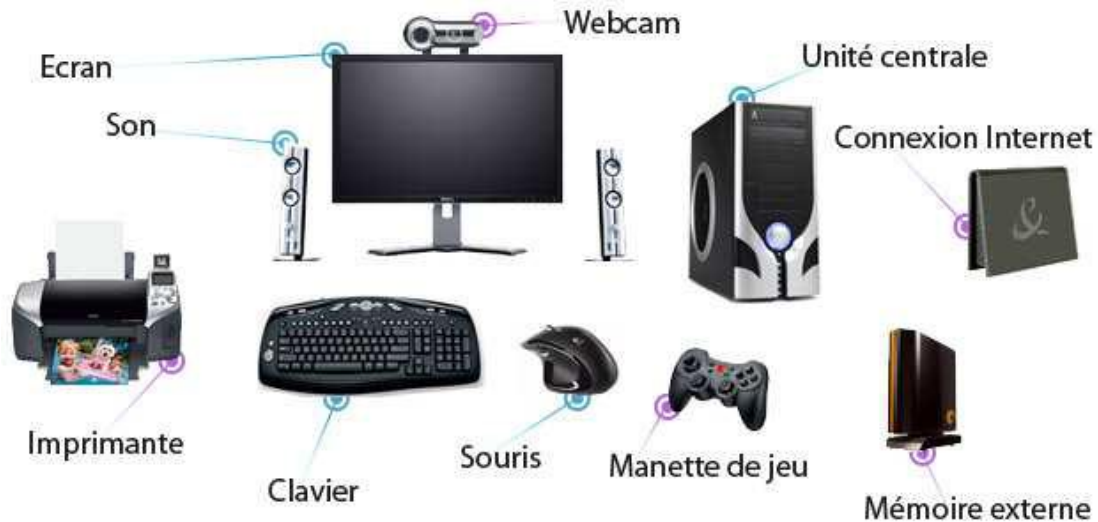 Webcam
Ecran
Unité centrale
Son
Connexion Internet
Imprimante
Clavier
Souris
Manette de jeu
Mémoire externe